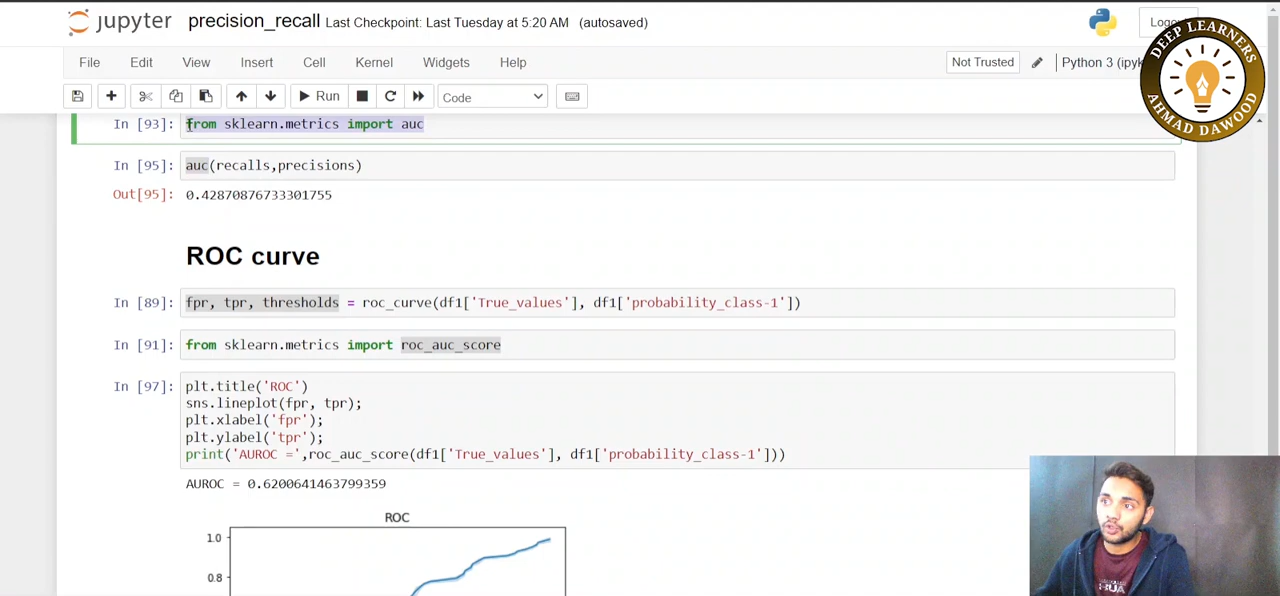 jupyter precision_recall Last Checkpoint: Last Tuesday at 5:20 AM (autosaved)
File Edit View Insert Cell Kernel Widgets Help Not Trusted Python 3 (ipyk
Run Code
DEEP LEARNERS
AHMAD DAWOOD
In [93]: from sklearn.metrics import auc
In [95]: auc(recalls,precisions)
Out[95]: 0.42870876733301755
ROC curve
In [89]: fpr, tpr, thresholds = roc_curve(df1['True_values'], df1['probability_class-1'])
In [91]: from sklearn.metrics import roc_auc_score
In [97]: plt.title('ROC')
sns.lineplot(fpr, tpr);
plt.xlabel('fpr');
plt.ylabel('tpr');
print('AUROC =',roc_auc_score(df1['True_values'], df1['probability_class-1']))
AUROC = 0.6200641463799359
ROC
1.0
0.8